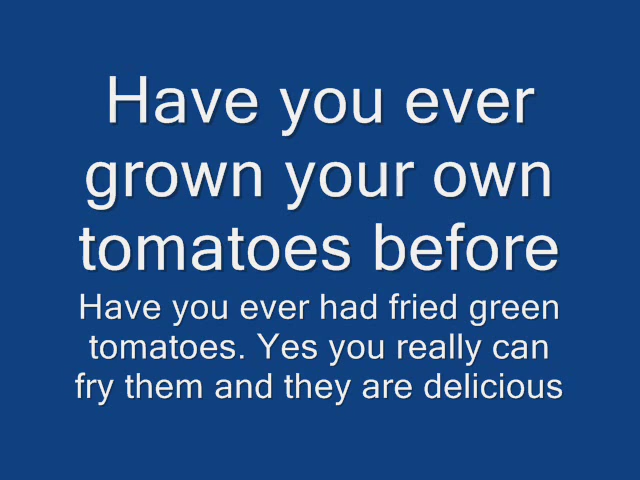 Have you ever
grown your own
tomatoes before
Have you ever had fried green
tomatoes. Yes you really can
fry them and they are delicious